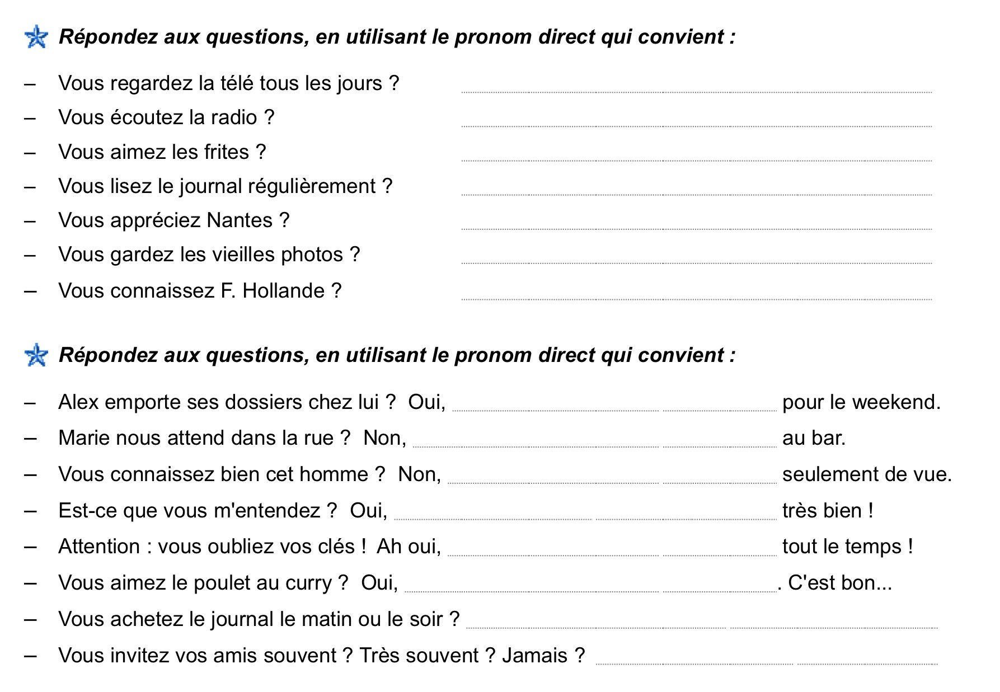 Répondez aux questions, en utilisant le pronom direct qui convient :
– Vous regardez la télé tous les jours ?
– Vous écoutez la radio ?
– Vous aimez les frites ?
– Vous lisez le journal régulièrement ?
– Vous appréciez Nantes ?
– Vous gardez les vieilles photos ?
– Vous connaissez F. Hollande ?
Répondez aux questions, en utilisant le pronom direct qui convient :
– Alex emporte ses dossiers chez lui ? Oui, pour le weekend.
– Marie nous attend dans la rue ? Non, au bar.
– Vous connaissez bien cet homme ? Non, seulement de vue.
– Est-ce que vous m'entendez ? Oui, très bien !
– Attention : vous oubliez vos clés ! Ah oui, tout le temps !
– Vous aimez le poulet au curry ? Oui, . C'est bon...
– Vous achetez le journal le matin ou le soir ?
– Vous invitez vos amis souvent ? Très souvent ? Jamais ?